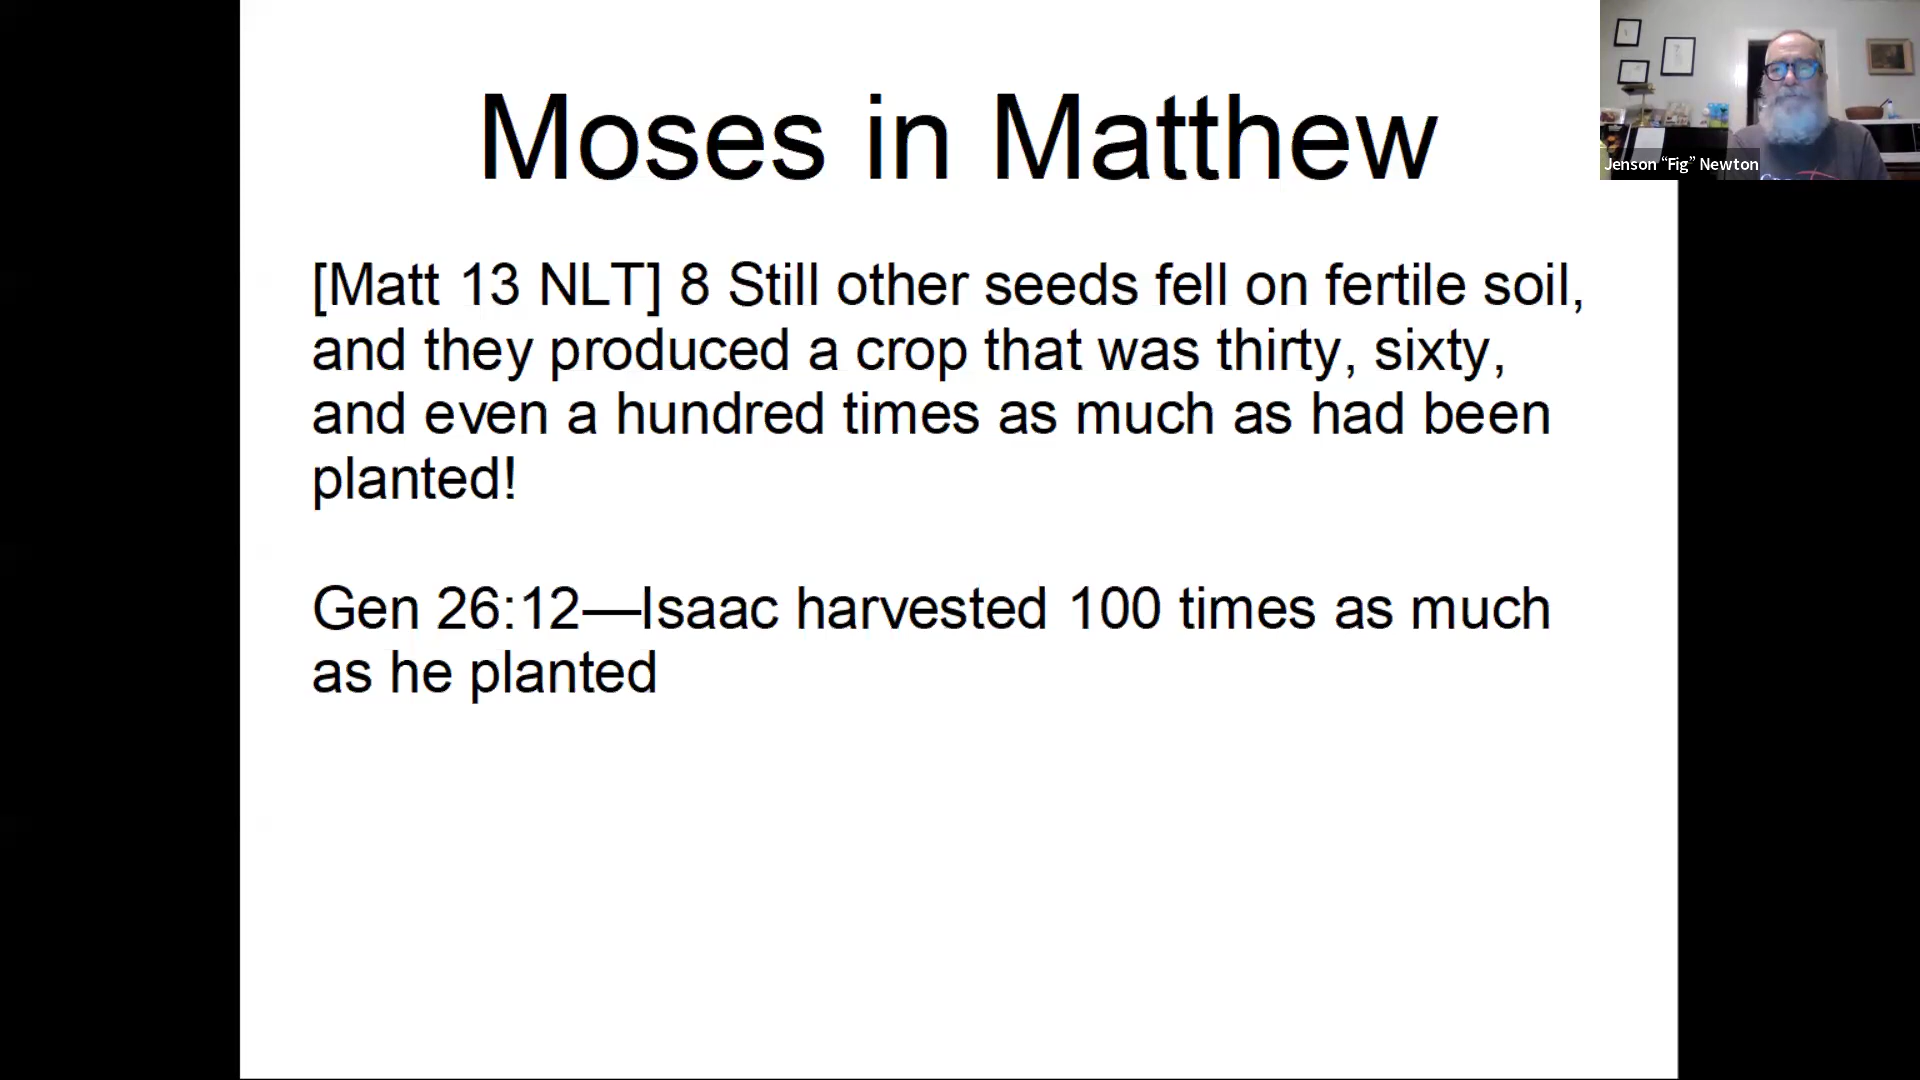 Moses in Matthew
[Matt 13 NLT] 8 Still other seeds fell on fertile soil,
and they produced a crop that was thirty, sixty,
and even a hundred times as much as had been
planted!
Gen 26:12—Isaac harvested 100 times as much
as he planted
Jenson “Fig” Newton